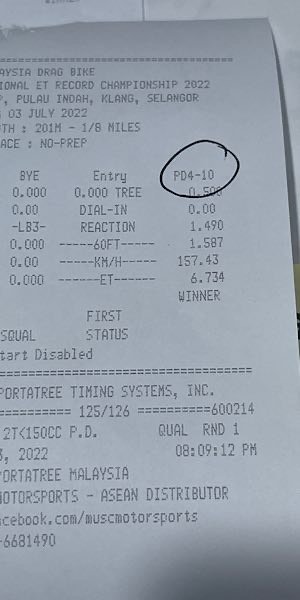 AYSIA DRAG BIKE
IONAL ET RECORD CHAMPIONSHIP 2022
P, PULAU INDAH, KLANG, SELANGOR
03 JULY 2022
TH : 201M - 1/8 MILES
ACE : NO-PREP
BYE Entry PD4-10
0.000 0.000 TREE 0.500
0.00 DIAL-IN 0.00
-LB3- REACTION 1.490
0.000 -----60FT----- 1.587
0.00 -----KM/H----- 157.43
0.000 ------ET------ 6.734
WINNER
FIRST
SQUAL STATUS
tart Disabled
PORTATREE TIMING SYSTEMS, INC.
========== 125/126 ==========600214
2T<150CC P.D. QUAL RND 1
3, 2022 08:09:12 PM
ORTATREE MALAYSIA
MOTORSPORTS - ASEAN DISTRIBUTOR
acebook.com/muscmotorsports
-6681490